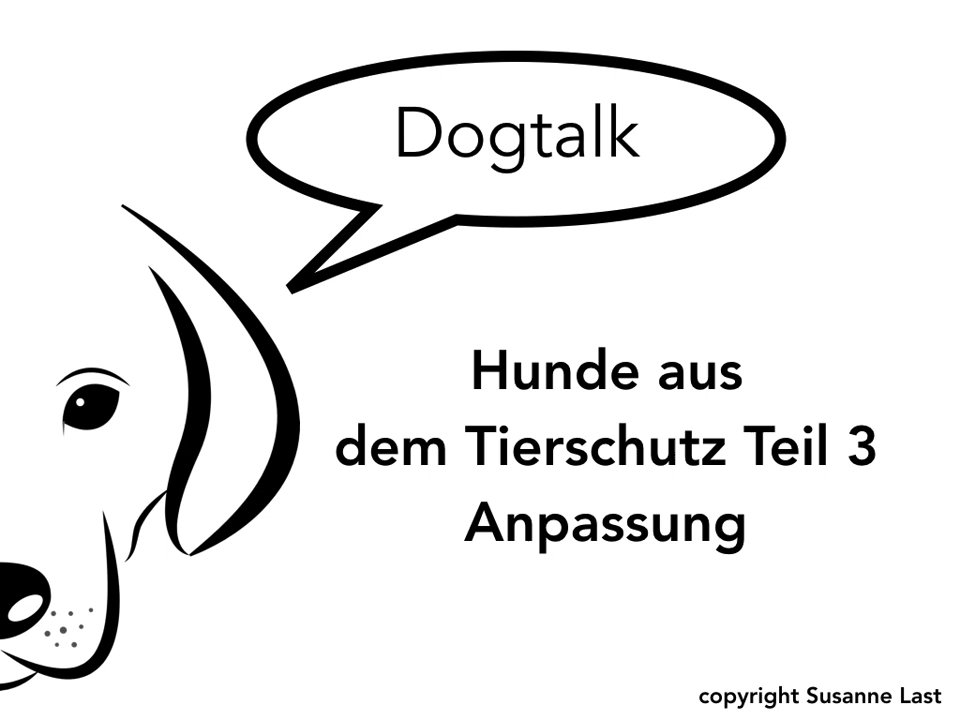 Dogtalk
Hunde aus
dem Tierschutz Teil 3
Anpassung
copyright Susanne Last